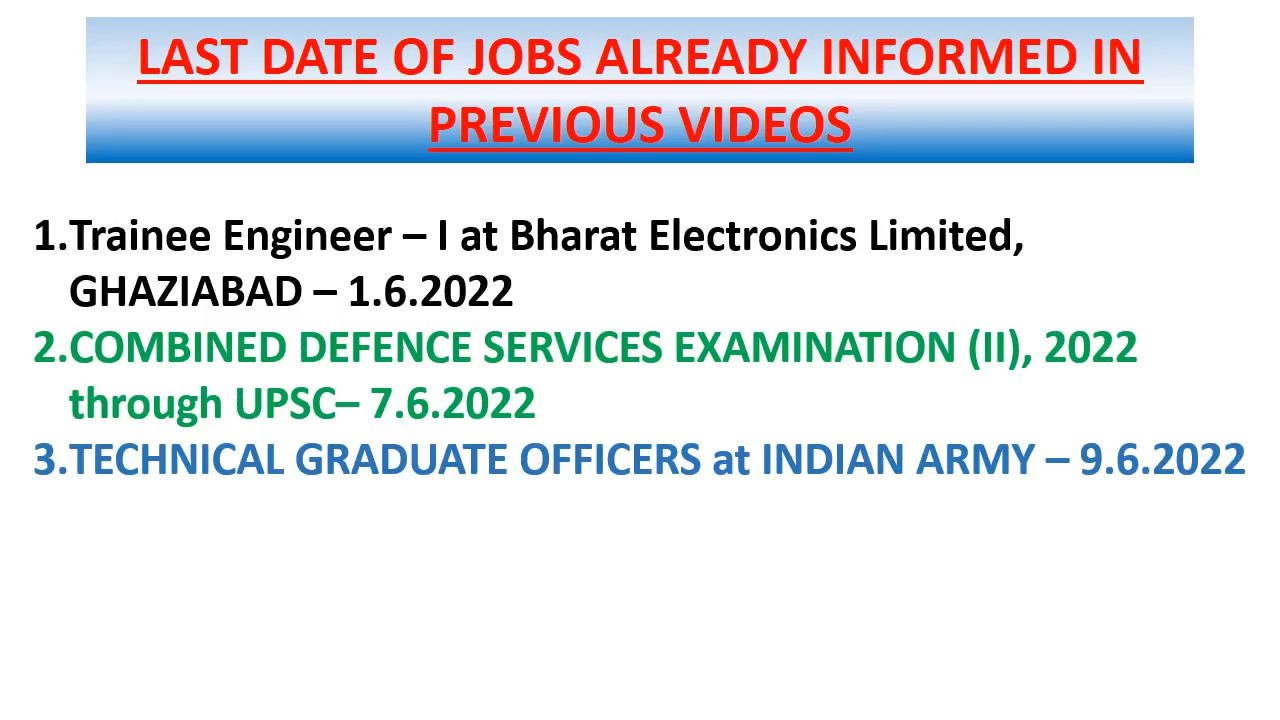 LAST DATE OF JOBS ALREADY INFORMED IN
PREVIOUS VIDEOS
1.Trainee Engineer – I at Bharat Electronics Limited,
GHAZIABAD – 1.6.2022
2.COMBINED DEFENCE SERVICES EXAMINATION (II), 2022
through UPSC– 7.6.2022
3.TECHNICAL GRADUATE OFFICERS at INDIAN ARMY – 9.6.2022